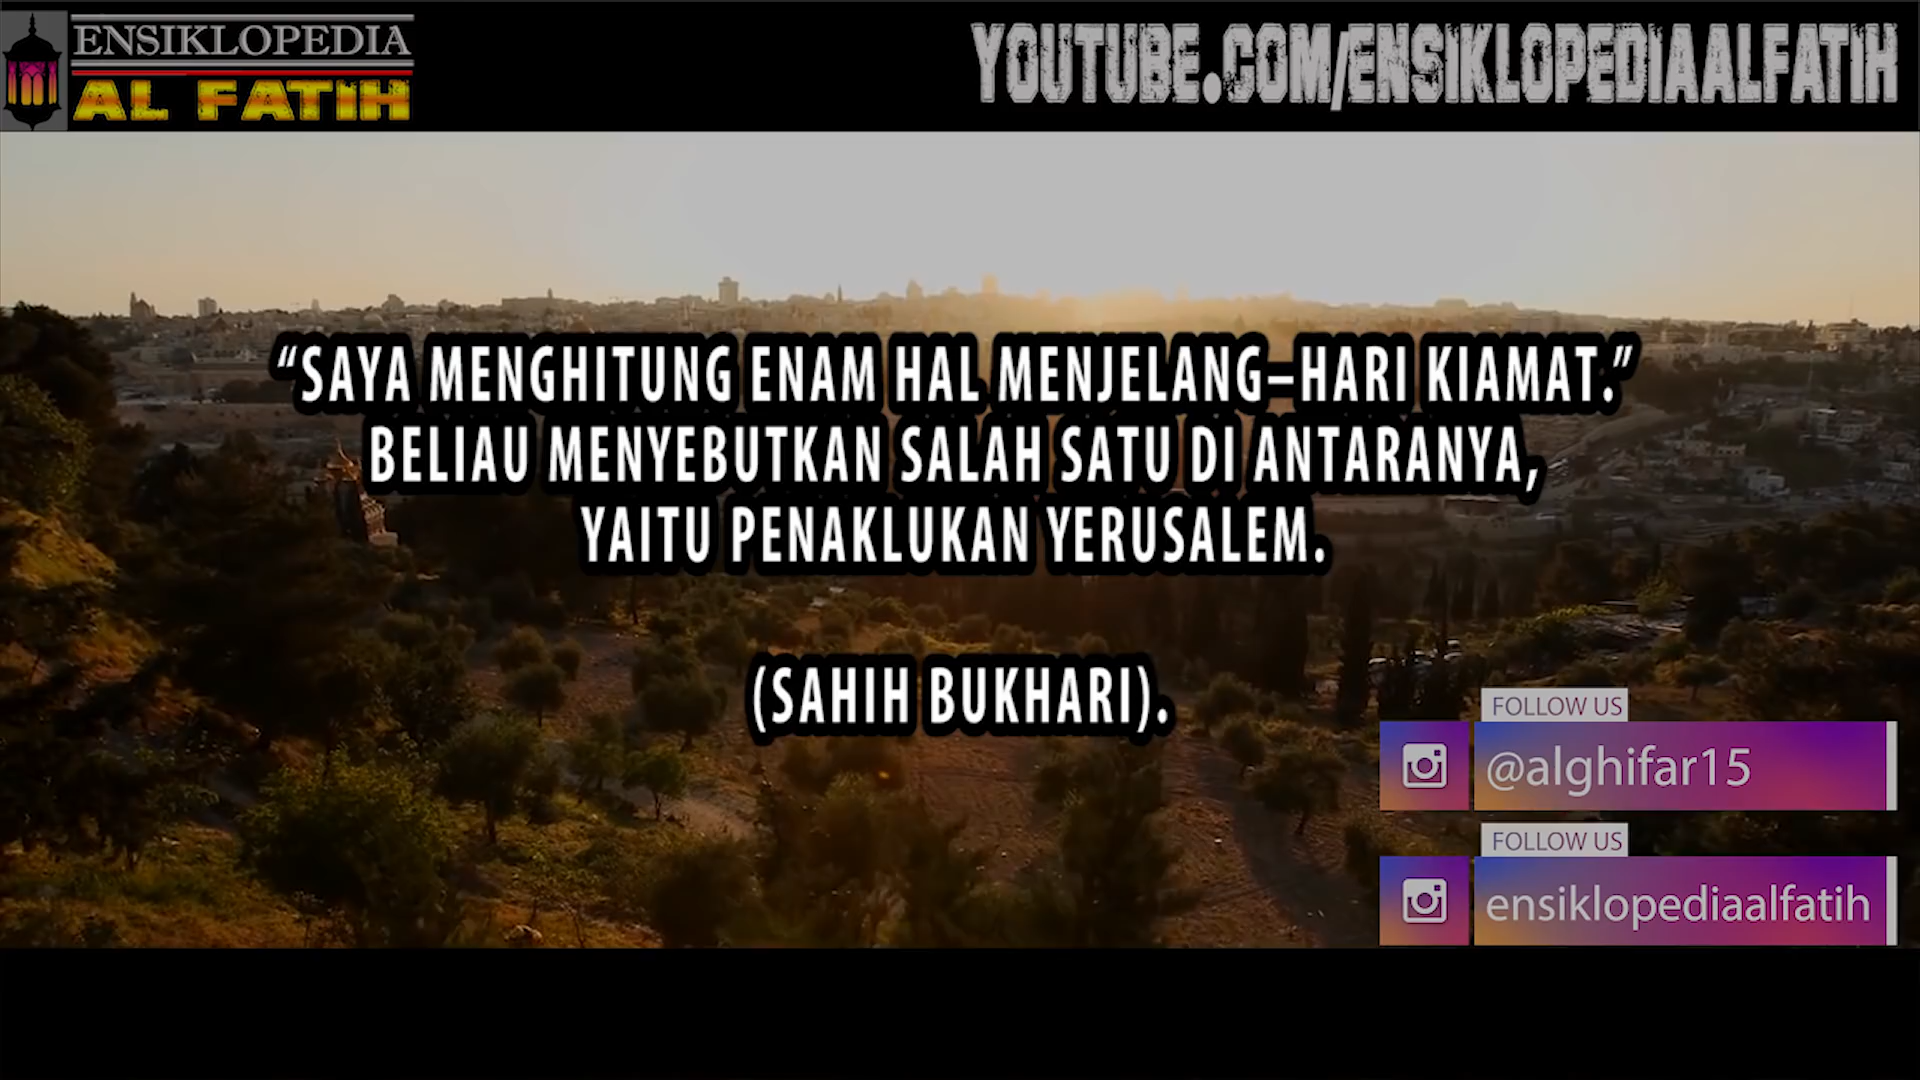 ENSIKLOPEDIA
AL FATIH
YOUTUBE.COM/ENSIKLOPEDIAALFATIH
“SAYA MENGHITUNG ENAM HAL MENJELANG–HARI KIAMAT.”
BELIAU MENYEBUTKAN SALAH SATU DI ANTARANYA,
YAITU PENAKLUKAN YERUSALEM.
(SAHIH BUKHARI).
FOLLOW US
@alghifar15
FOLLOW US
ensiklopediaalfatih